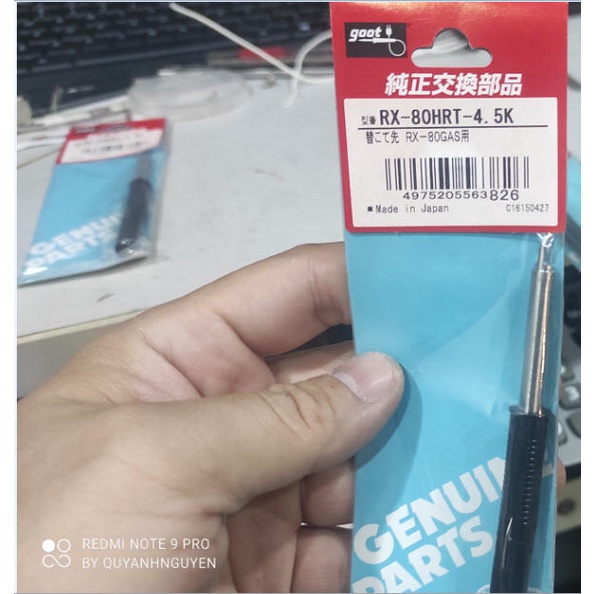 goot
純正交換部品
型番 RX-80HRT-4.5K
替こて先 RX-80GAS用
4975205563826
■ Made in Japan C16150427
GENUINE
PARTS
GENUIN
PARTS
REDMI NOTE 9 PRO
BY QUYANHNGUYEN